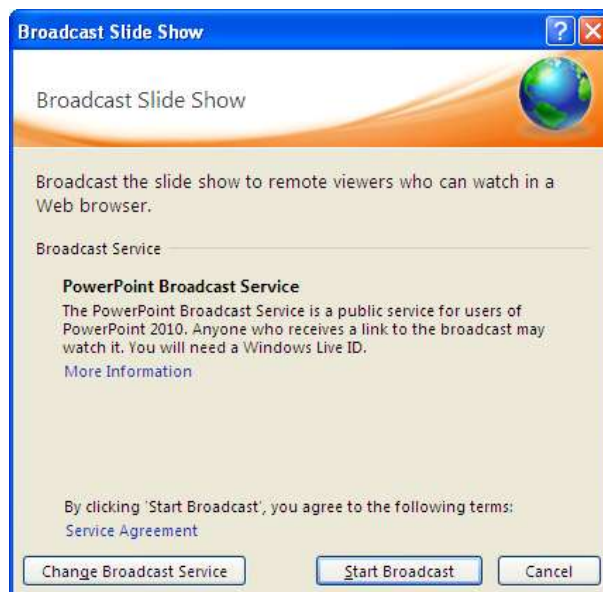 Broadcast Slide Show
Broadcast Slide Show
Broadcast the slide show to remote viewers who can watch in a
Web browser.
Broadcast Service
PowerPoint Broadcast Service
The PowerPoint Broadcast Service is a public service for users of
PowerPoint 2010. Anyone who receives a link to the broadcast may
watch it. You will need a Windows Live ID.
More Information
By clicking 'Start Broadcast', you agree to the following terms:
Service Agreement
Change Broadcast Service
Start Broadcast
Cancel